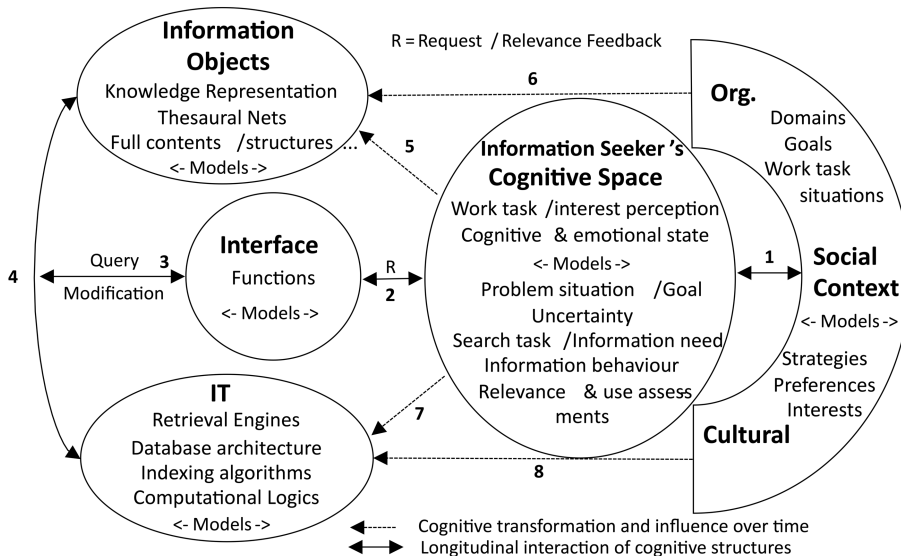 Information
Objects
Knowledge Representation
Thesaural Nets
Full contents /structures ...
<- Models ->
R = Request / Relevance Feedback
6
5
Org.
Domains
Goals
Work task
situations
Information Seeker's
Cognitive Space
Work task /interest perception
Cognitive & emotional state
<- Models ->
Problem situation /Goal
Uncertainty
Search task /Information need
Information behaviour
Relevance & use assess-
ments
Interface
Functions
<- Models ->
4
Query
3
Modification
R
2
1
Social
Context
<- Models ->
Strategies
Preferences
Interests
Cultural
IT
Retrieval Engines
Database architecture
Indexing algorithms
Computational Logics
<- Models ->
7
8
Cognitive transformation and influence over time
Longitudinal interaction of cognitive structures